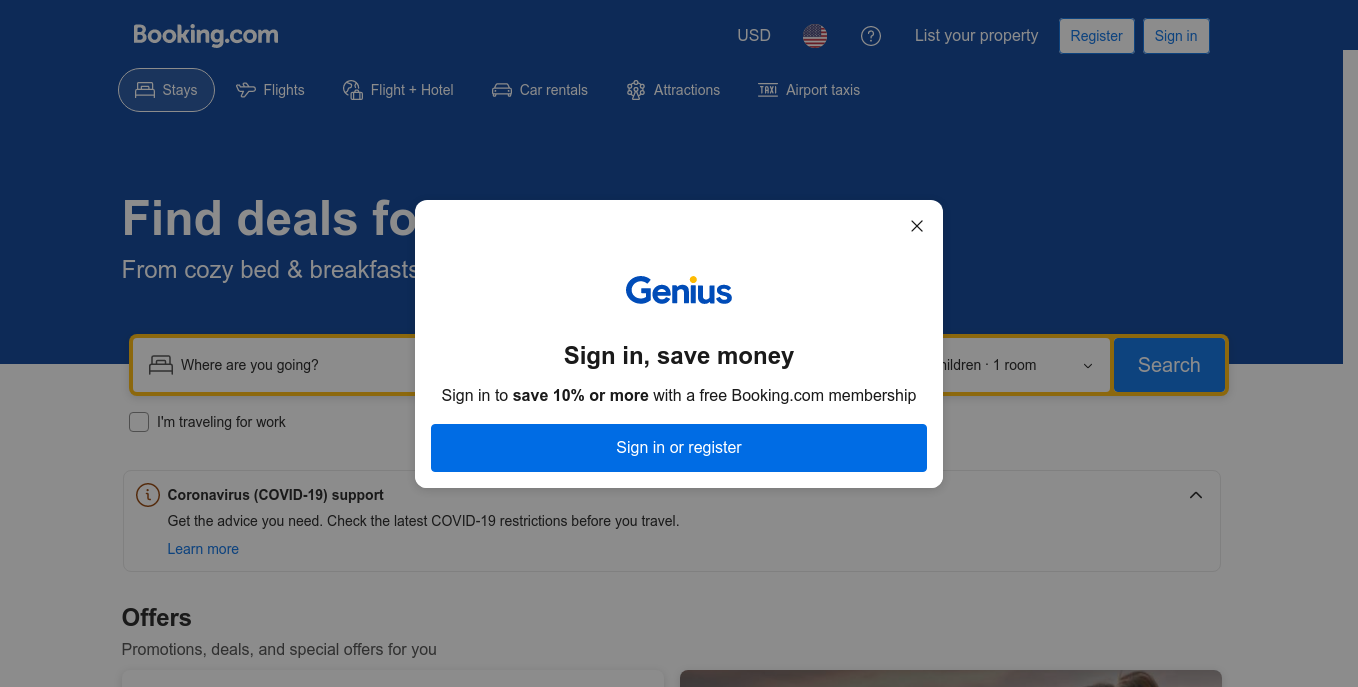 Booking.com
USD
List your property
Register
Sign in
Stays
Flights
Flight + Hotel
Car rentals
Attractions
TAXI
Airport taxis
Find deals fo
From cozy bed & breakfasts
Genius
Sign in, save money
Sign in to save 10% or more with a free Booking.com membership
Sign in or register
Where are you going?
hildren · 1 room
Search
I'm traveling for work
Coronavirus (COVID-19) support
Get the advice you need. Check the latest COVID-19 restrictions before you travel.
Learn more
Offers
Promotions, deals, and special offers for you